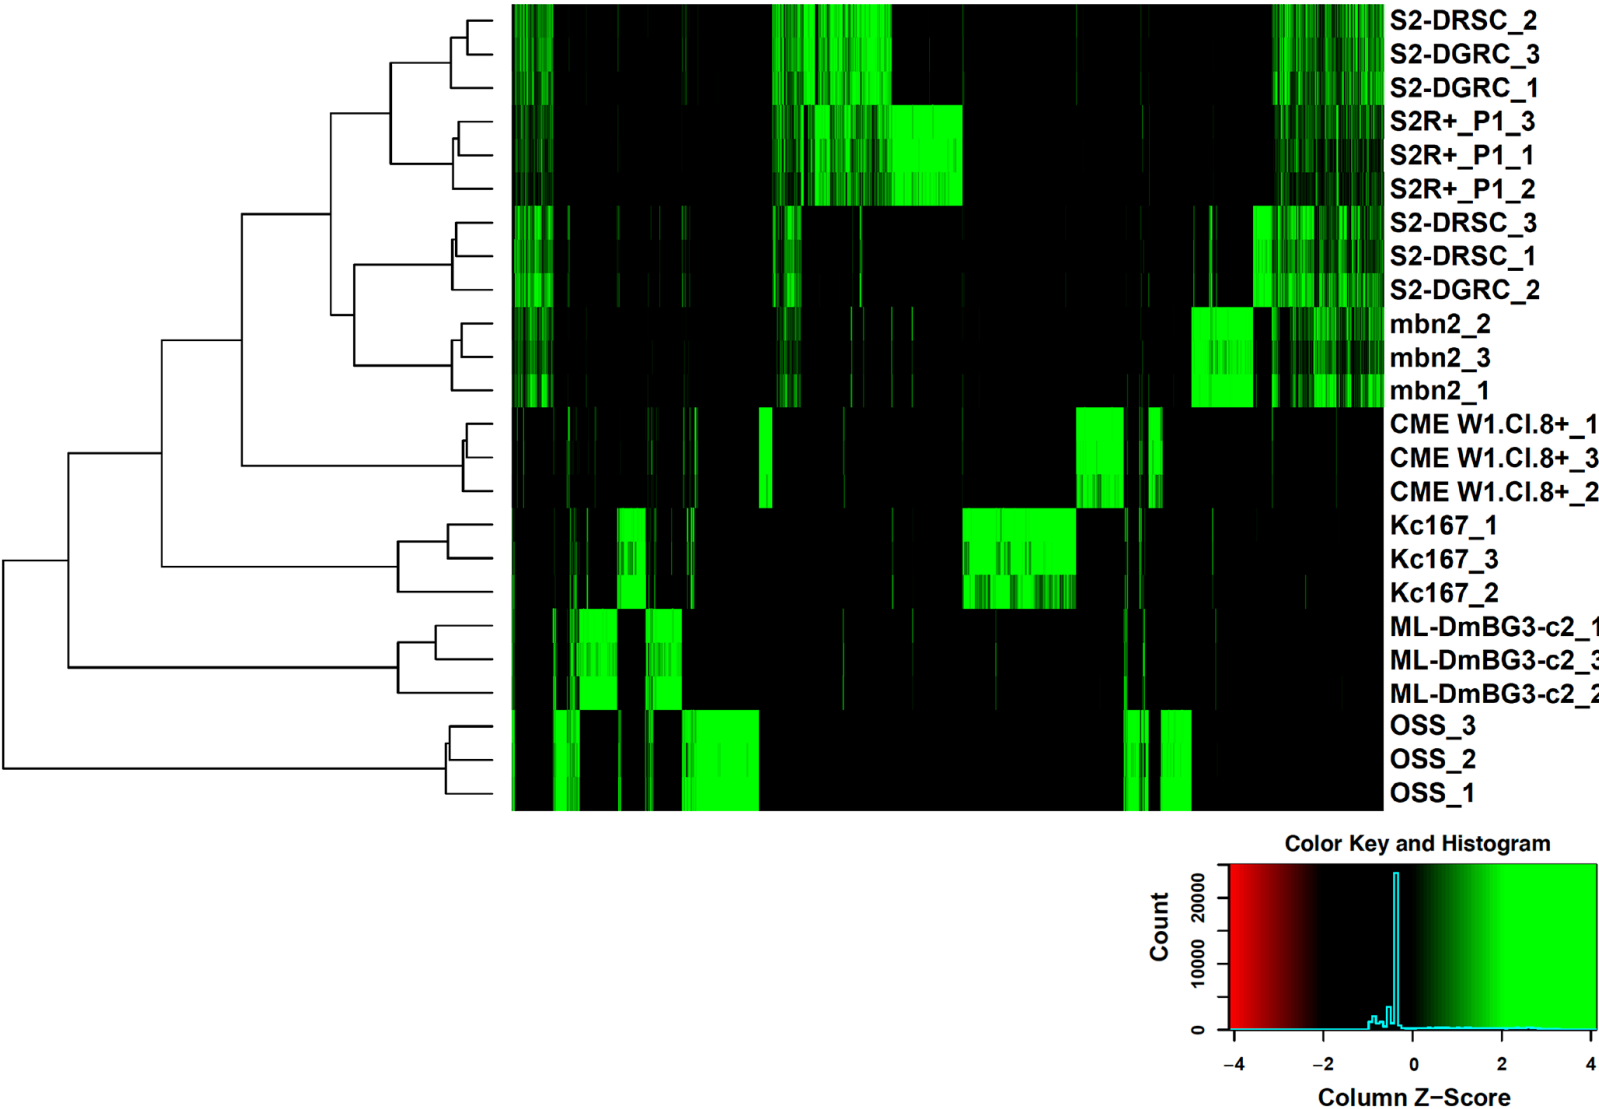 S2-DRSC_2
S2-DGRC_3
S2-DGRC_1
S2R+_P1_3
S2R+_P1_1
S2R+_P1_2
S2-DRSC_3
S2-DRSC_1
S2-DGRC_2
mbn2_2
mbn2_3
mbn2_1
CME W1.Cl.8+_1
CME W1.Cl.8+_3
CME W1.Cl.8+_2
Kc167_1
Kc167_3
Kc167_2
ML-DmBG3-c2_1
ML-DmBG3-c2_3
ML-DmBG3-c2_2
OSS_3
OSS_2
OSS_1
Color Key and Histogram
Count
0 10000 20000
−4 −2 0 2 4
Column Z−Score